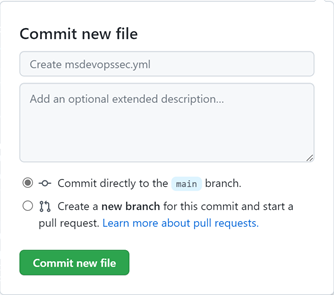 Commit new file
Create msdevopssec.yml
Add an optional extended description...
Commit directly to the main branch.
Create a new branch for this commit and start a
pull request. Learn more about pull requests.
Commit new file